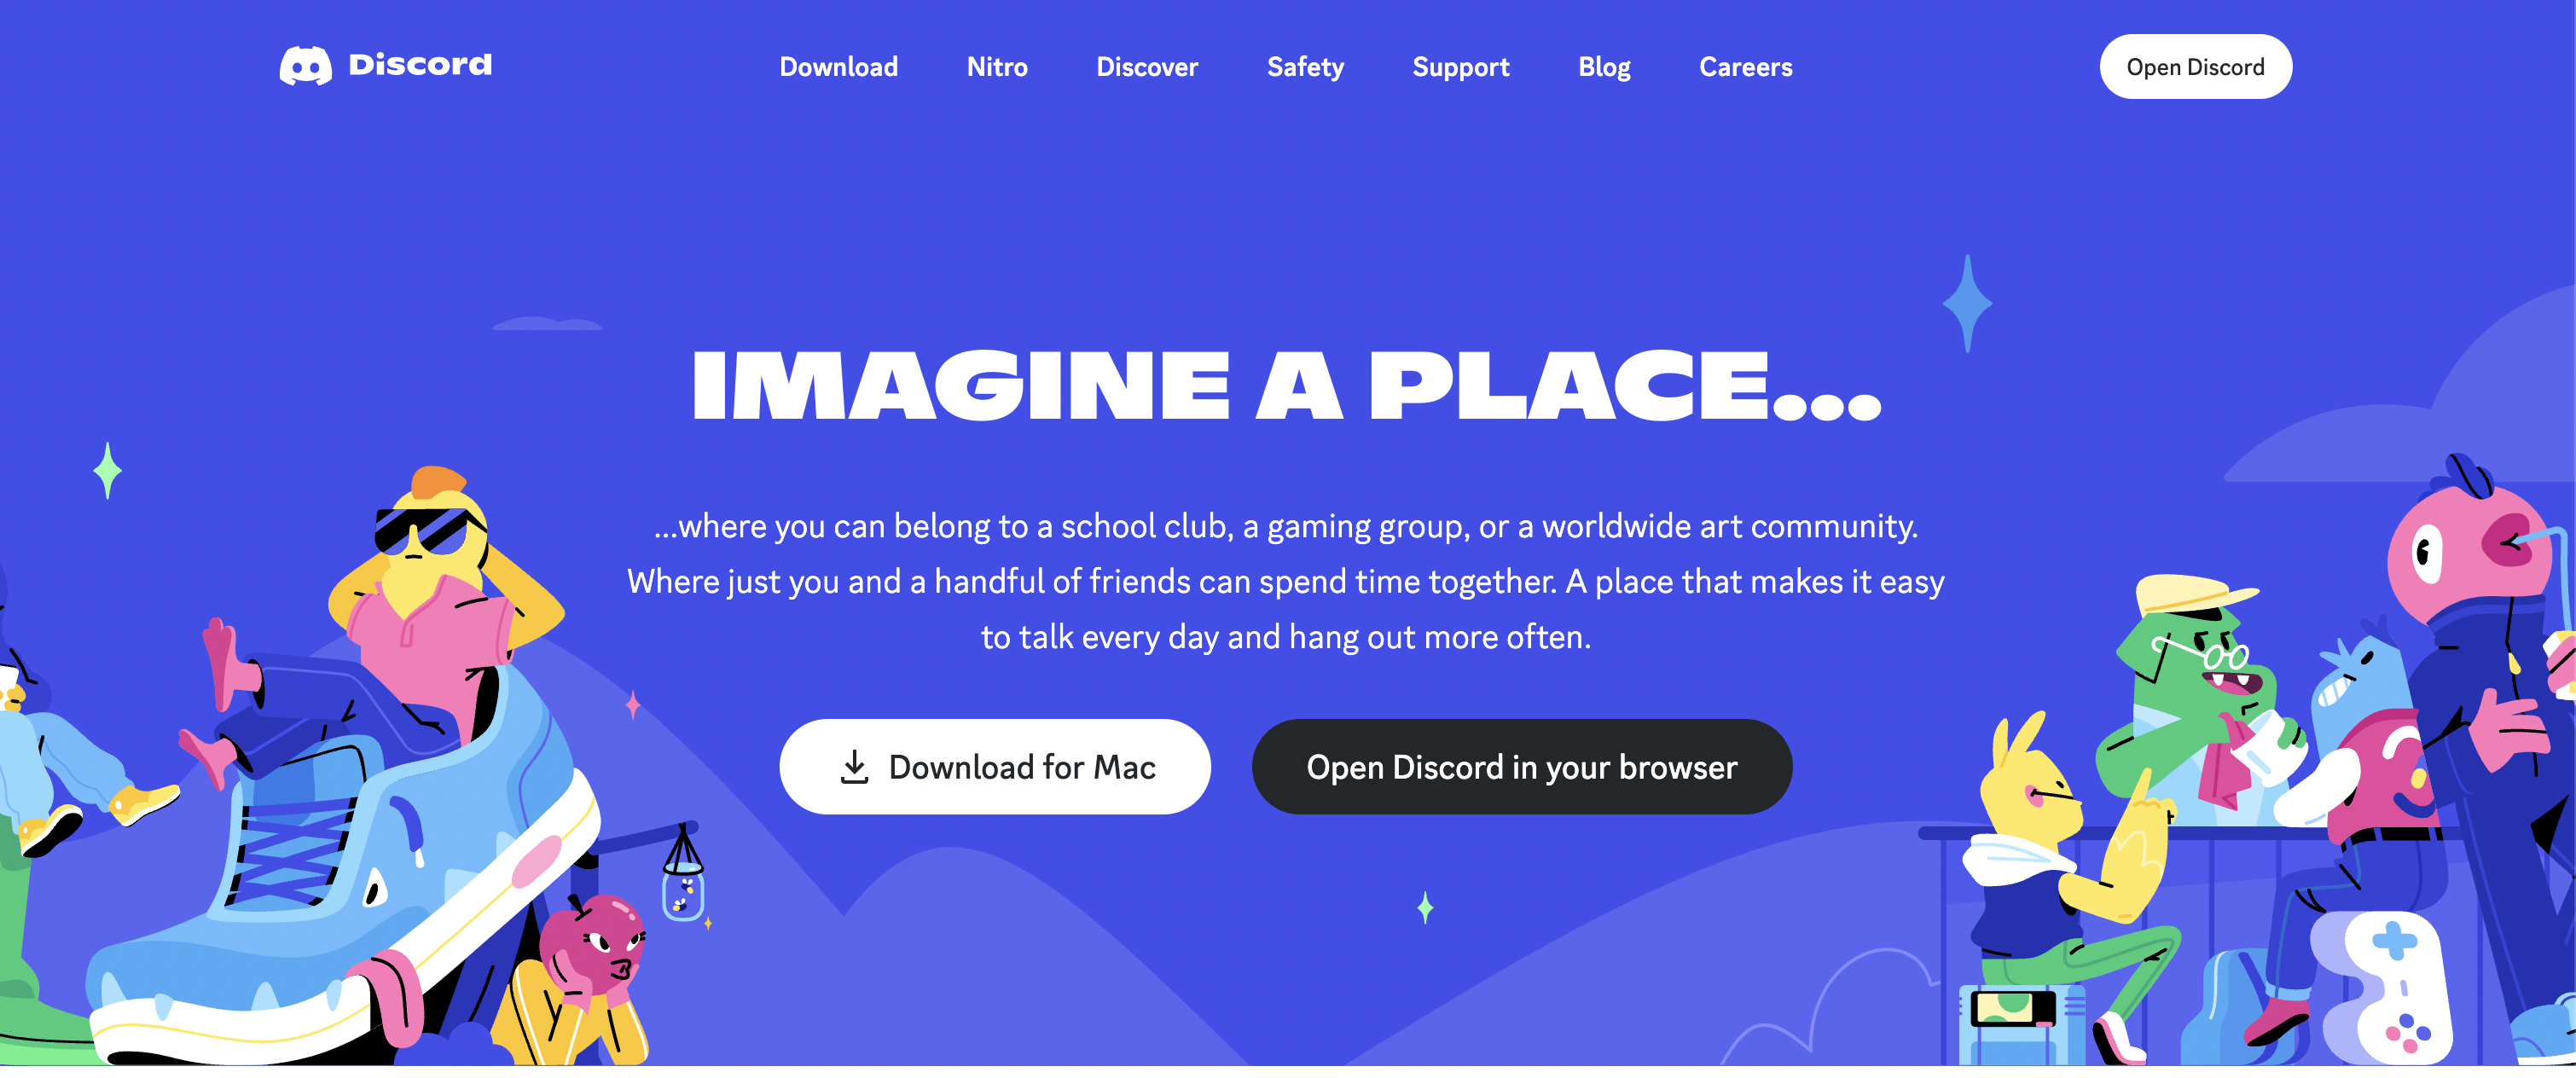 Discord
Download Nitro Discover Safety Support Blog Careers
Open Discord
IMAGINE A PLACE...
...where you can belong to a school club, a gaming group, or a worldwide art community.
Where just you and a handful of friends can spend time together. A place that makes it easy
to talk every day and hang out more often.
Download for Mac
Open Discord in your browser